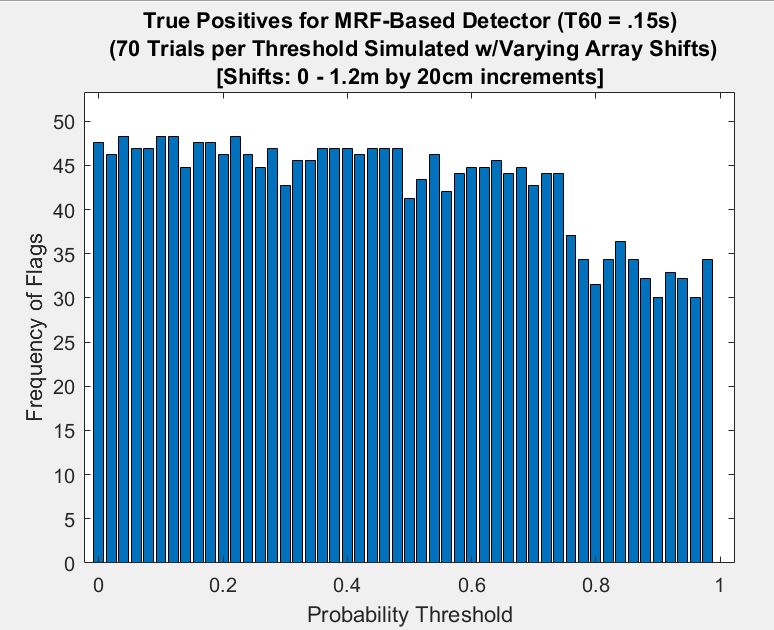 True Positives for MRF-Based Detector (T60 = .15s)
(70 Trials per Threshold Simulated w/Varying Array Shifts)
[Shifts: 0 - 1.2m by 20cm increments]
50
45
40
35
30
25
20
15
10
5
0
Frequency of Flags
0 0.2 0.4 0.6 0.8 1
Probability Threshold